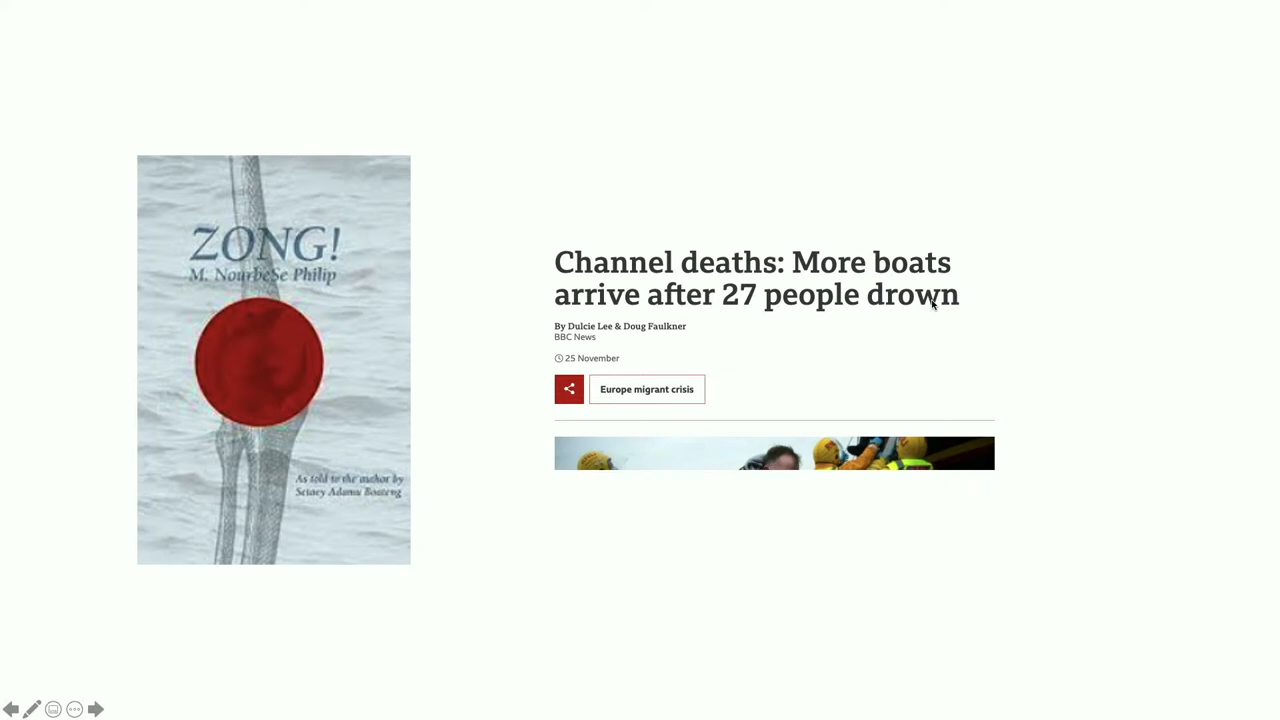 ZONG!
M. NourbeSe Philip
As told to the author by
Setaey Adamu Boateng
Channel deaths: More boats
arrive after 27 people drown
By Dulcie Lee & Doug Faulkner
BBC News
25 November
Europe migrant crisis